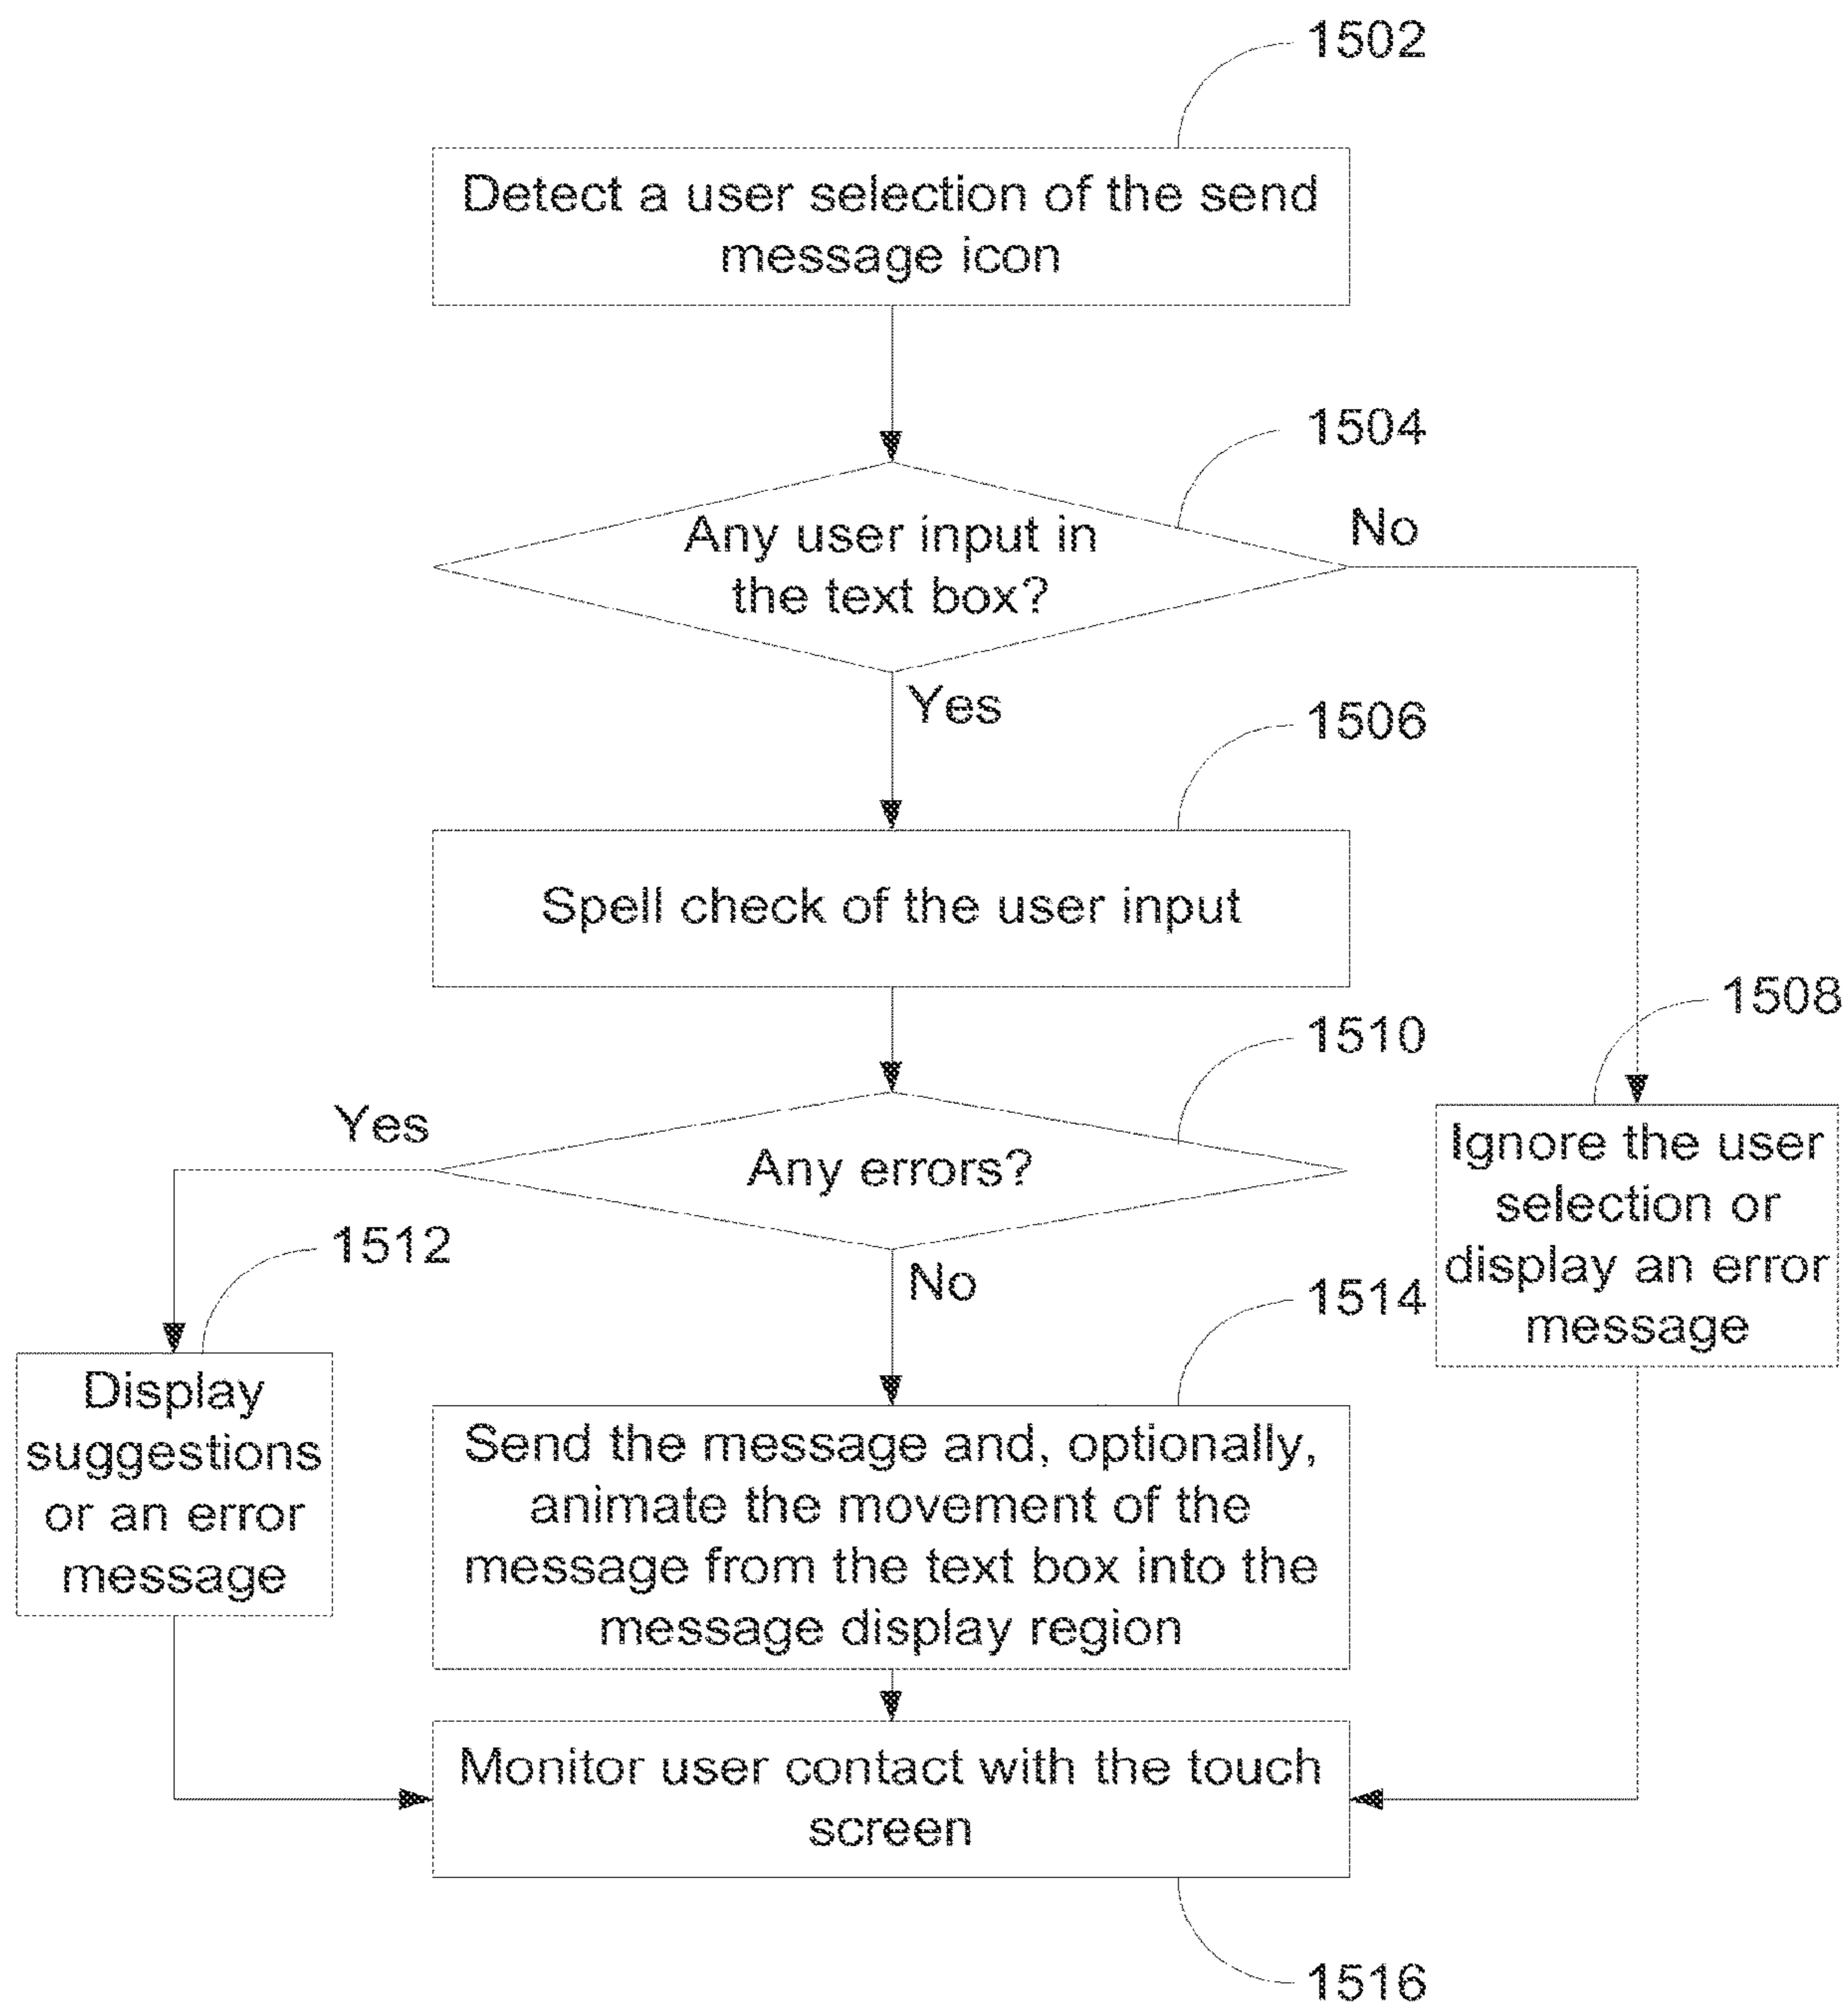 1502
Detect a user selection of the send
message icon
1504
Any user input in
the text box?
No
Yes
1506
Spell check of the user input
1508
1510
Yes
Any errors?
Ignore the user
selection or
display an error
message
1512
No
1514
Display
suggestions
or an error
message
Send the message and, optionally,
animate the movement of the
message from the text box into the
message display region
Monitor user contact with the touch
screen
1516